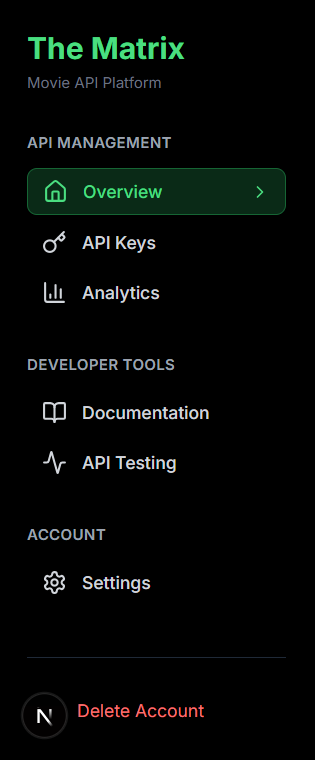 The Matrix
Movie API Platform
API MANAGEMENT
Overview
API Keys
Analytics
DEVELOPER TOOLS
Documentation
API Testing
ACCOUNT
Settings
N
Delete Account